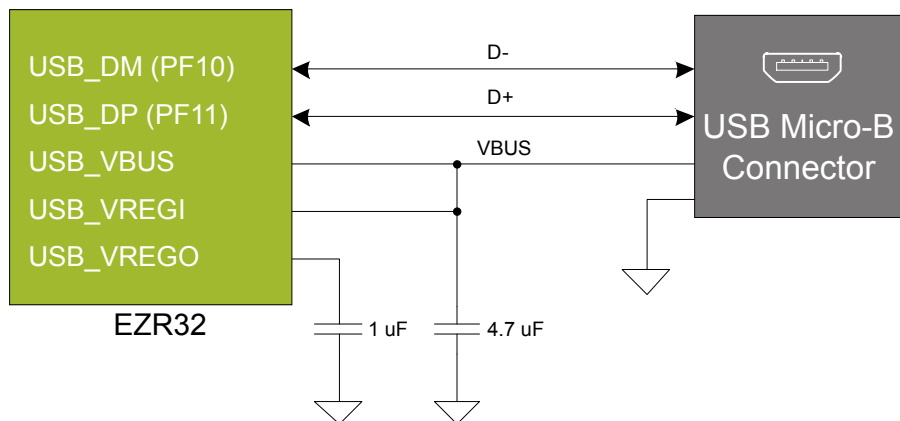 USB_DM (PF10)
USB_DP (PF11)
USB_VBUS
USB_VREGI
USB_VREGO
EZR32
D-
D+
VBUS
USB Micro-B
Connector
1 uF
4.7 uF